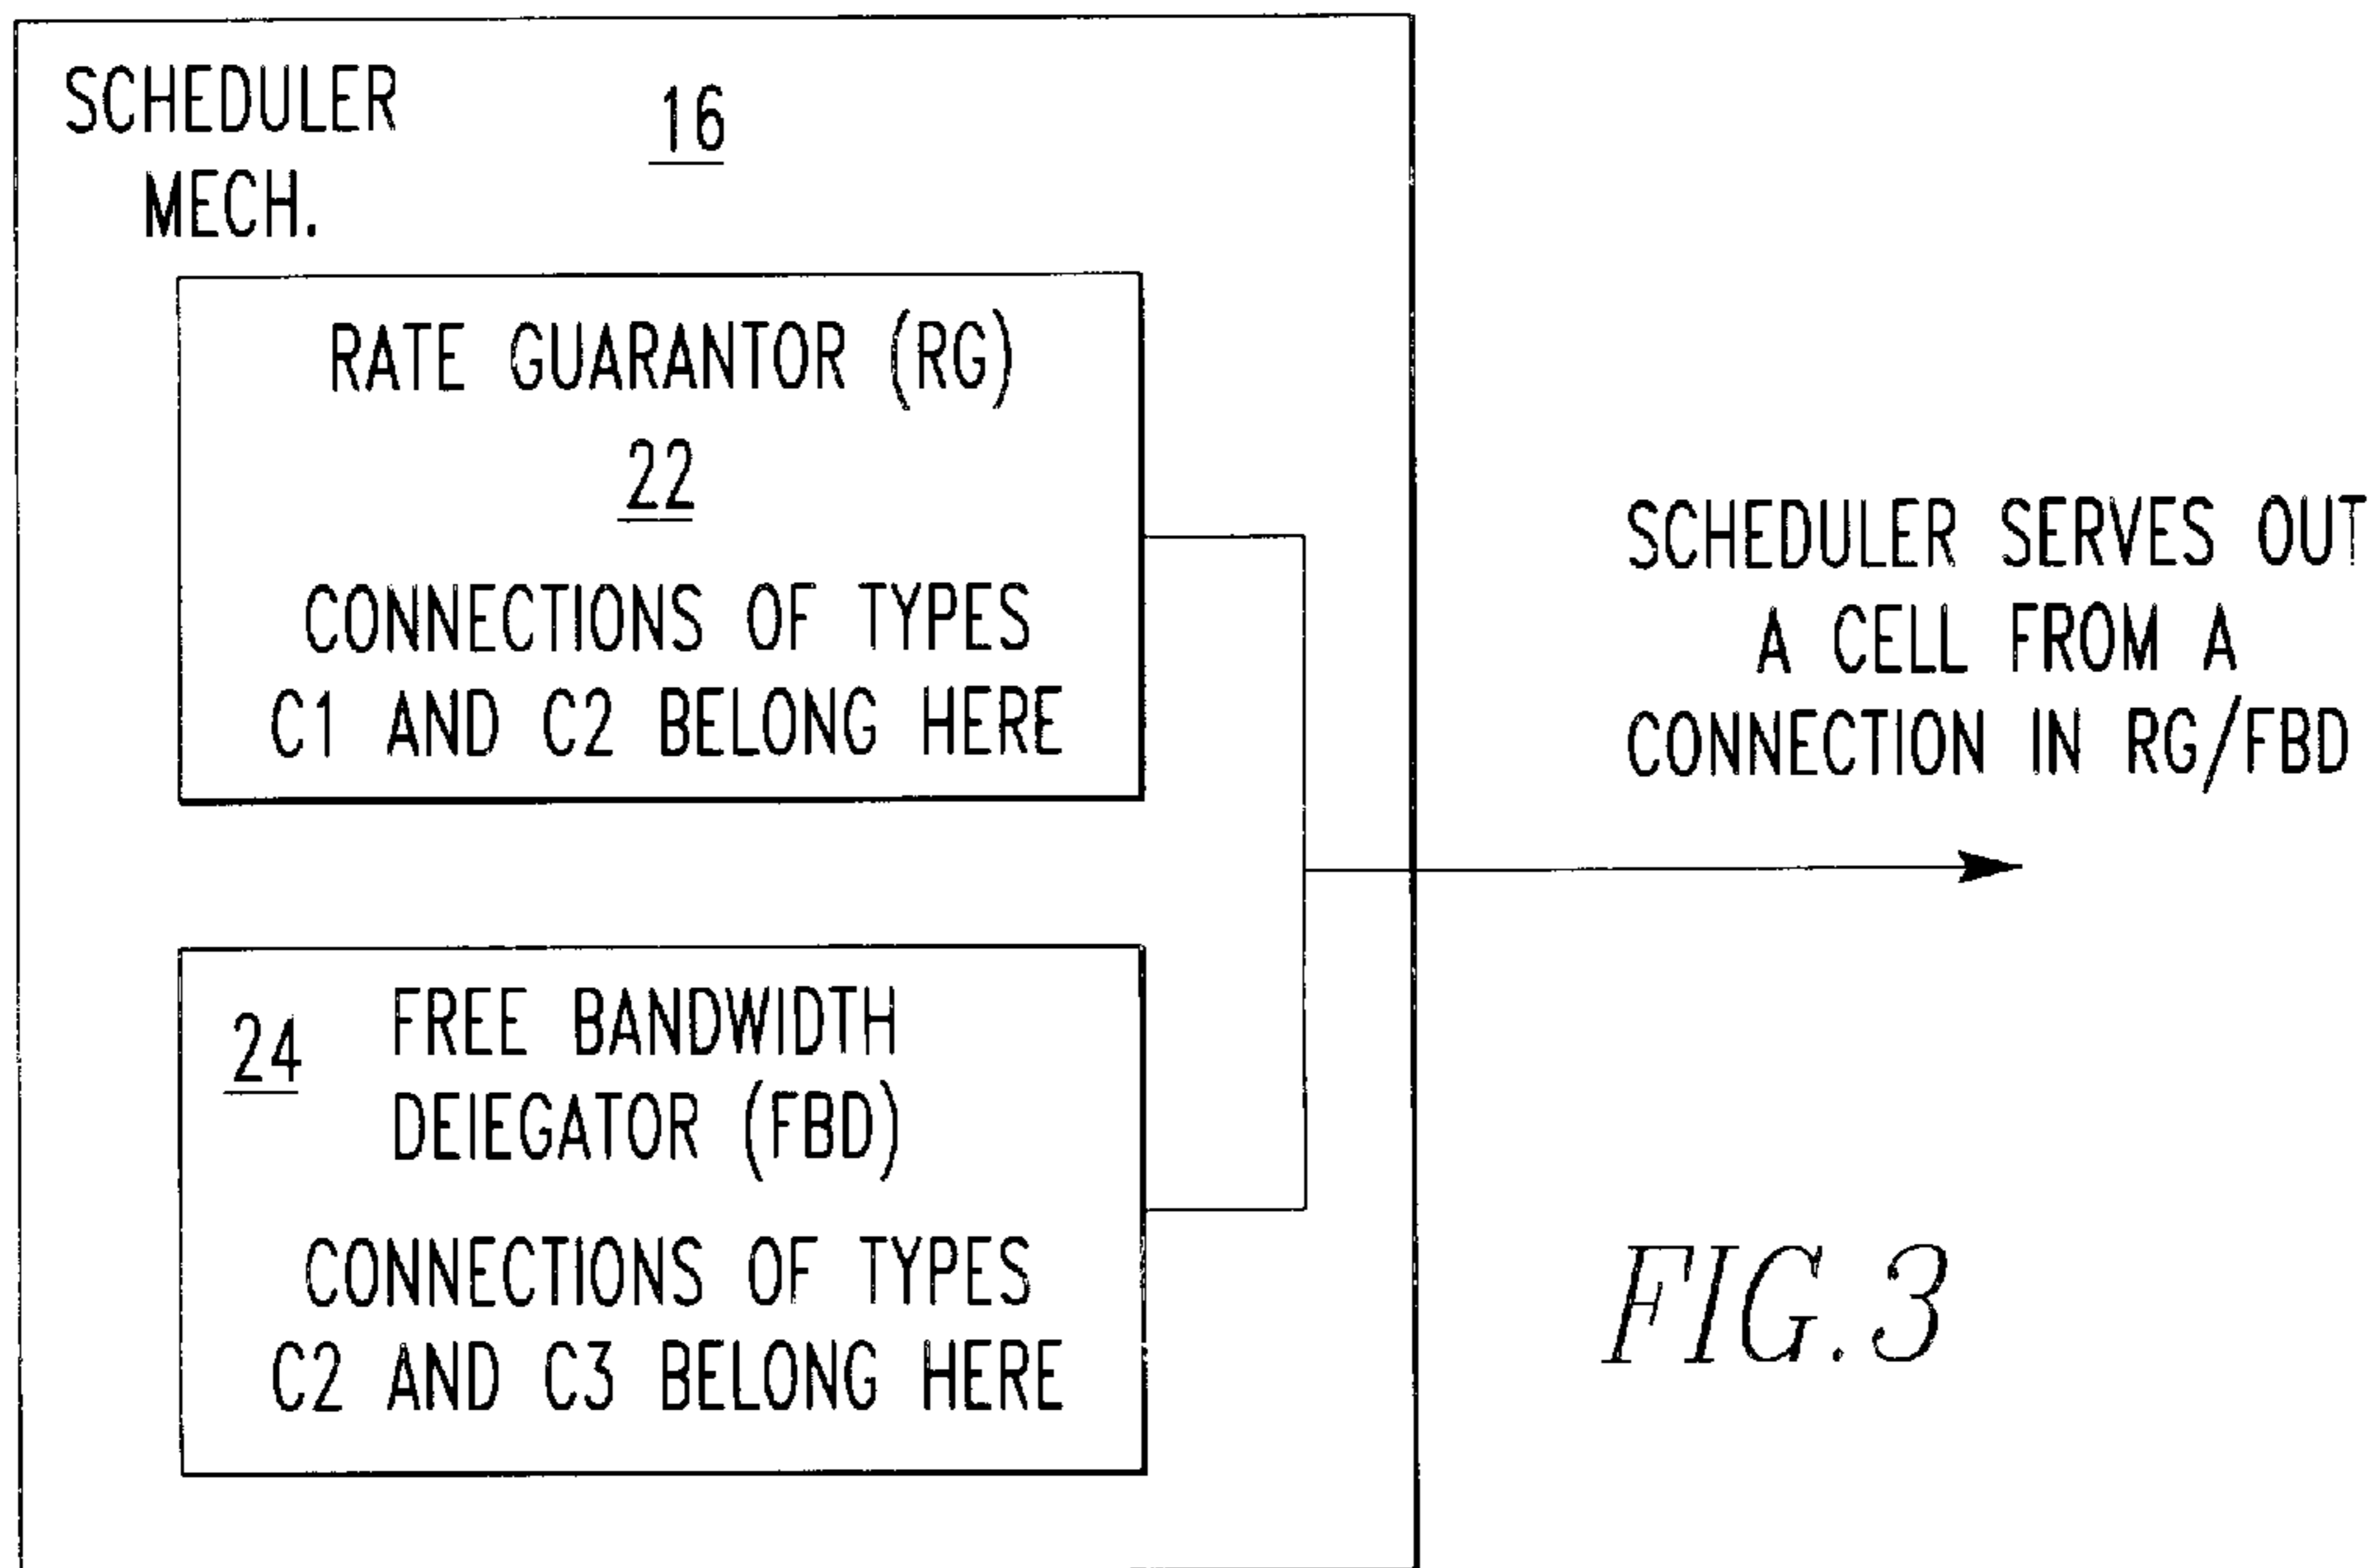 SCHEDULER
MECH.
16
RATE GUARANTOR (RG)
22
CONNECTIONS OF TYPES
C1 AND C2 BELONG HERE
24
FREE BANDWIDTH
DEIEGATOR (FBD)
CONNECTIONS OF TYPES
C2 AND C3 BELONG HERE
SCHEDULER SERVES OUT
A CELL FROM A
CONNECTION IN RG/FBD
FIG.3